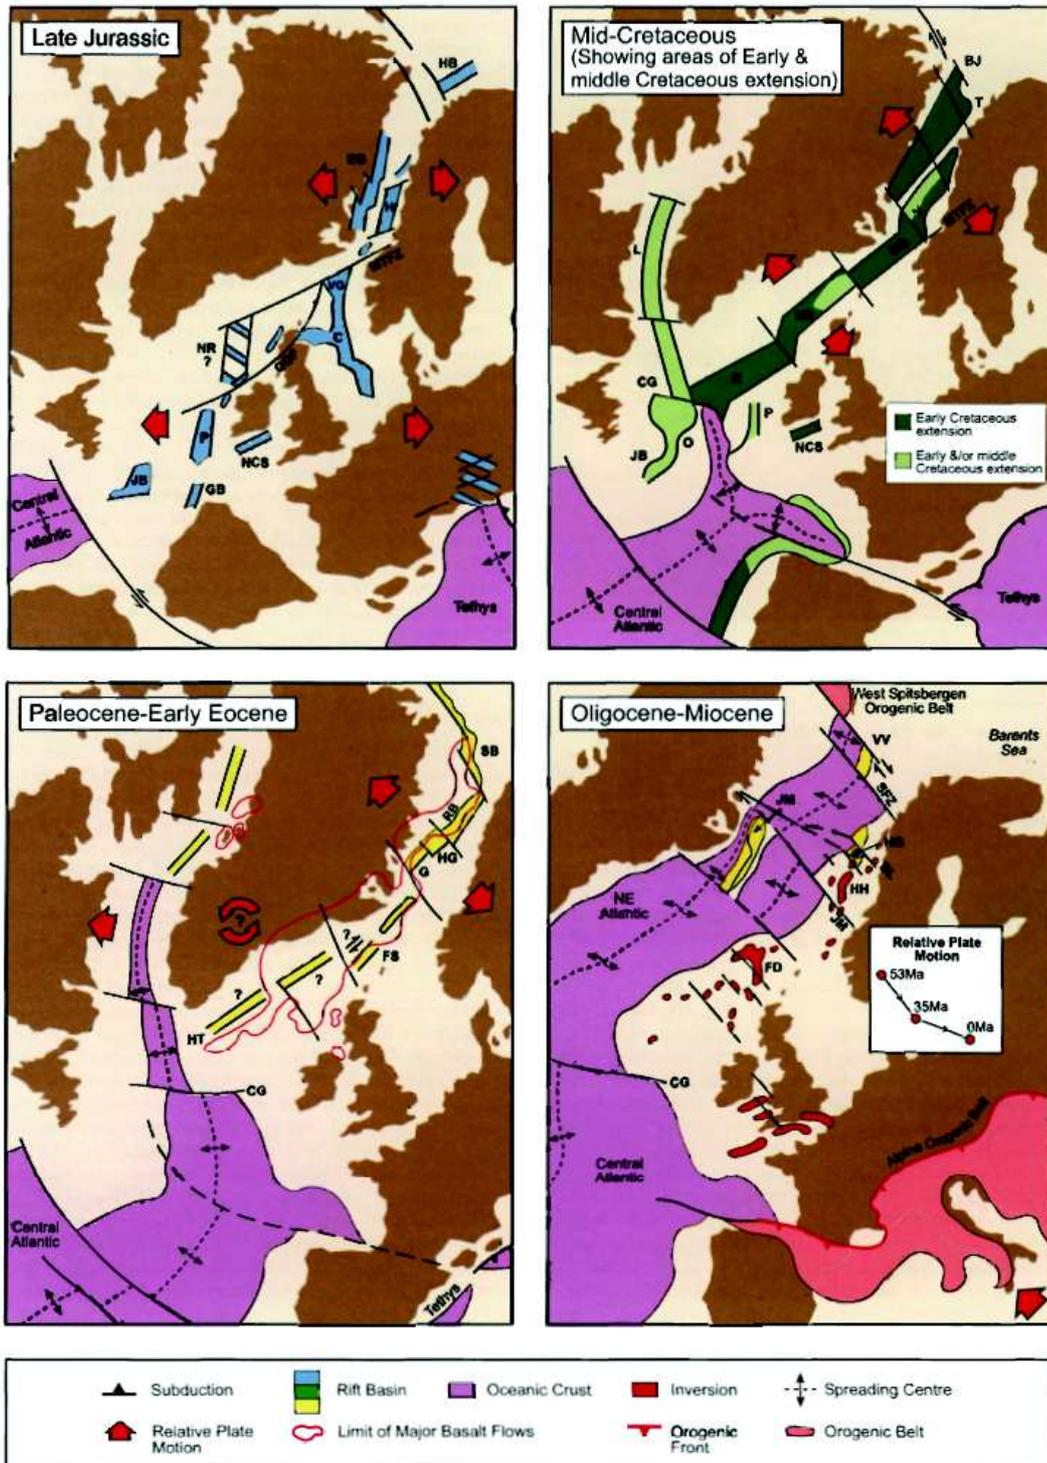 Late Jurassic
HB
MTFZ
VG
C
NR
?
P
NCS
JB
GB
Central
Atlantic
Tethys
Mid-Cretaceous
(Showing areas of Early &
middle Cretaceous extension)
BJ
T
V
MTFZ
L
CG
R
P
O
NCS
JB
Early Cretaceous
extension
Early &/or middle
Cretaceous extension
Central
Atlantic
Tethys
Paleocene-Early Eocene
SB
RB
HG
G
?
?
FS
?
?
HT
CG
Central
Atlantic
Tethys
Oligocene-Miocene
West Spitsbergen
Orogenic Belt
VV
Barents
Sea
SFZ
JM
HB
HH
NE
Atlantic
JM
FD
Relative Plate
Motion
53Ma
35Ma
0Ma
CG
Alpine Orogenic Belt
Central
Atlantic
Subduction
Rift Basin
Oceanic Crust
Inversion
Spreading Centre
Relative Plate
Motion
Limit of Major Basalt Flows
Orogenic
Front
Orogenic Belt